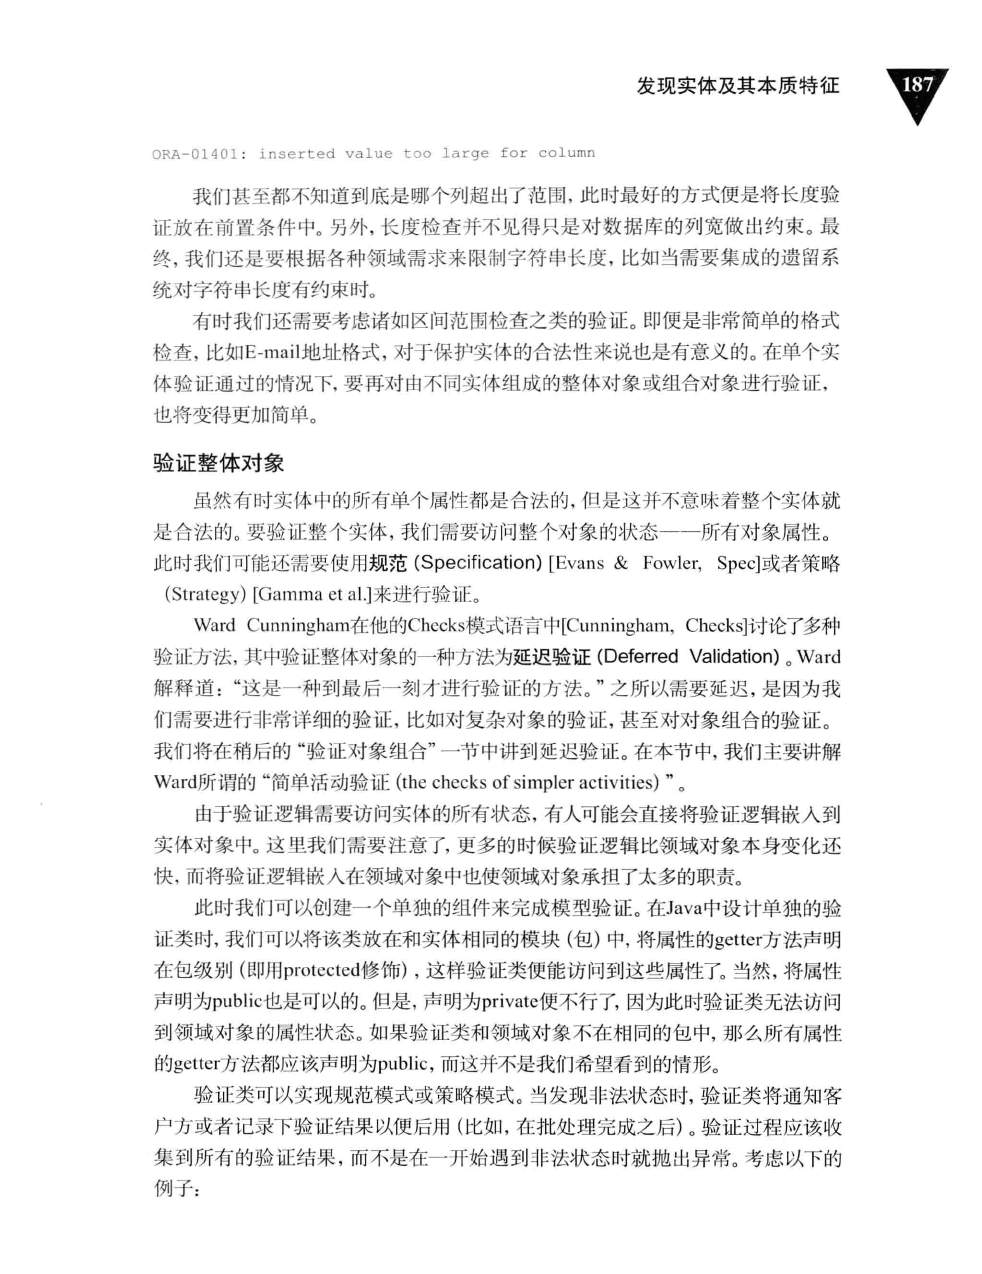 发现实体及其本质特征
187
ORA-01401: inserted value too large for column
我们甚至都不知道到底是哪个列超出了范围，此时最好的方式便是将长度验
证放在前置条件中。另外，长度检查并不见得只是对数据库的列宽做出约束。最
终，我们还是要根据各种领域需求来限制字符串长度，比如当需要集成的遗留系
统对字符串长度有约束时。
有时我们还需要考虑诸如区间范围检查之类的验证。即便是非常简单的格式
检查，比如E-mail地址格式，对于保护实体的合法性来说也是有意义的。在单个实
体验证通过的情况下，要再对由不同实体组成的整体对象或组合对象进行验证，
也将变得更加简单。
验证整体对象
虽然有时实体中的所有单个属性都是合法的，但是这并不意味着整个实体就
是合法的。要验证整个实体，我们需要访问整个对象的状态——所有对象属性。
此时我们可能还需要使用规范（Specification）[Evans & Fowler, Spec]或者策略
（Strategy）[Gamma et al.]来进行验证。
Ward Cunningham在他的Checks模式语言中[Cunningham, Checks]讨论了多种
验证方法，其中验证整体对象的一种方法为延迟验证（Deferred Validation）。Ward
解释道：“这是一种到最后一刻才进行验证的方法。”之所以需要延迟，是因为我
们需要进行非常详细的验证，比如对复杂对象的验证，甚至对对象组合的验证。
我们将在稍后的“验证对象组合”一节中讲到延迟验证。在本节中，我们主要讲解
Ward所谓的“简单活动验证（the checks of simpler activities）”。
由于验证逻辑需要访问实体的所有状态，有人可能会直接将验证逻辑嵌入到
实体对象中。这里我们需要注意了，更多的时候验证逻辑比领域对象本身变化还
快，而将验证逻辑嵌入在领域对象中也使领域对象承担了太多的职责。
此时我们可以创建一个单独的组件来完成模型验证。在Java中设计单独的验
证类时，我们可以将该类放在和实体相同的模块（包）中，将属性的getter方法声明
在包级别（即用protected修饰），这样验证类便能访问到这些属性了。当然，将属性
声明为public也是可以的。但是，声明为private便不行了，因为此时验证类无法访问
到领域对象的属性状态。如果验证类和领域对象不在相同的包中，那么所有属性
的getter方法都应该声明为public，而这并不是我们希望看到的情形。
验证类可以实现规范模式或策略模式。当发现非法状态时，验证类将通知客
户方或者记录下验证结果以便后用（比如，在批处理完成之后）。验证过程应该收
集到所有的验证结果，而不是在一开始遇到非法状态时就抛出异常。考虑以下的
例子：